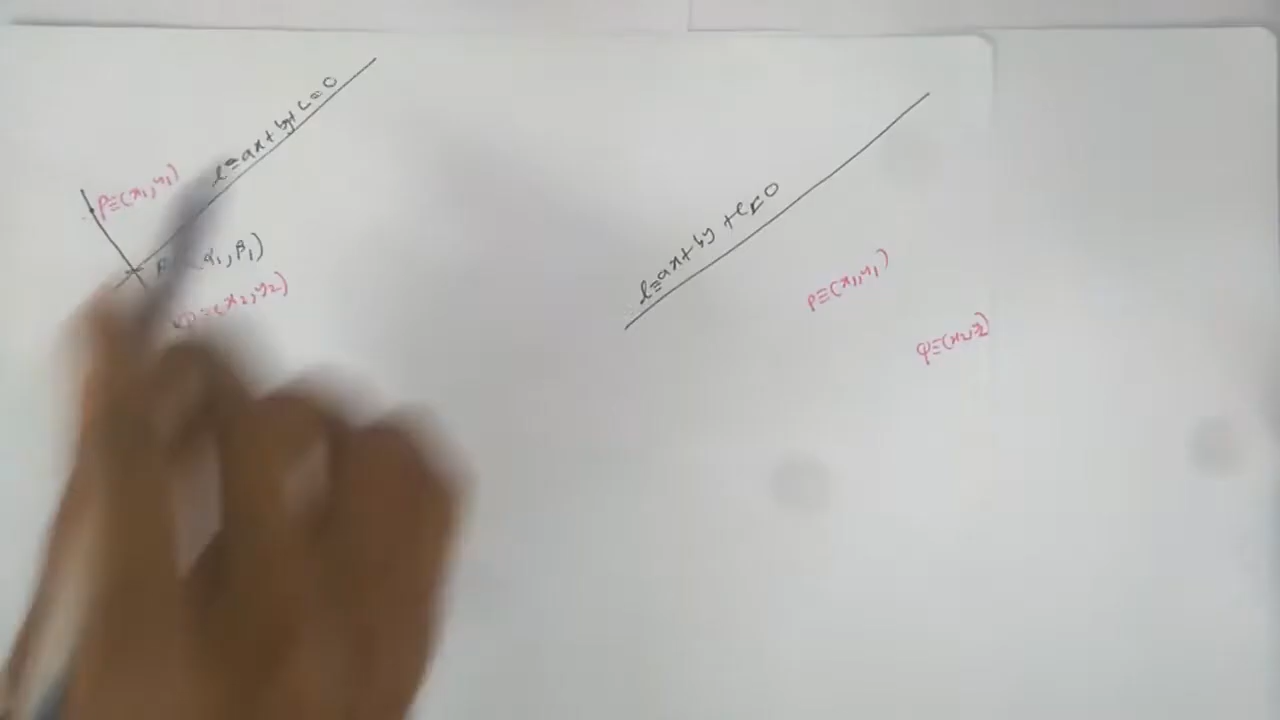 l≡ax+by+c=0
P≡(x₁,y₁)
(α₁,β₁)
≡(x₂,y₂)
l≡ax+by+c=0
P≡(x₁,y₁)
Q≡(x₂,y₂)